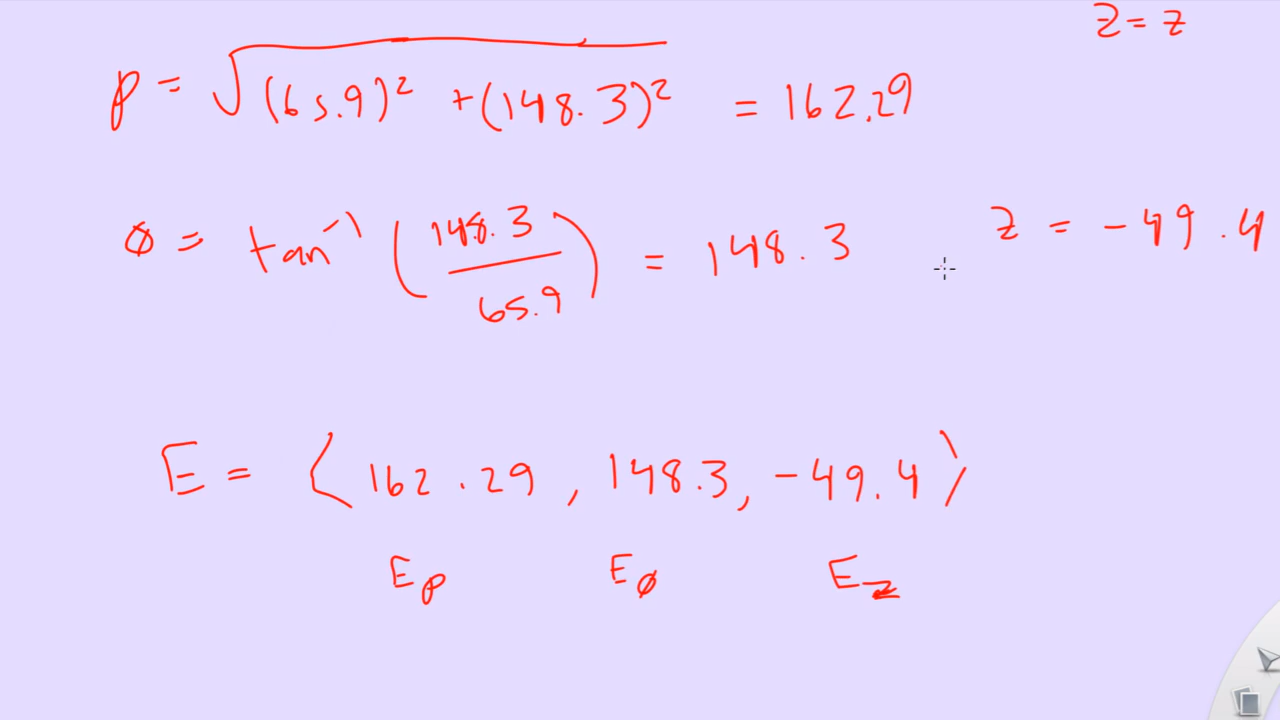 z = z
ρ = √((65.9)² + (148.3)²) = 162.29
ø = tan⁻¹ (148.3 / 65.9) = 148.3 z = -49.4
E = ⟨162.29, 148.3, -49.4⟩
Eρ Eø Ez